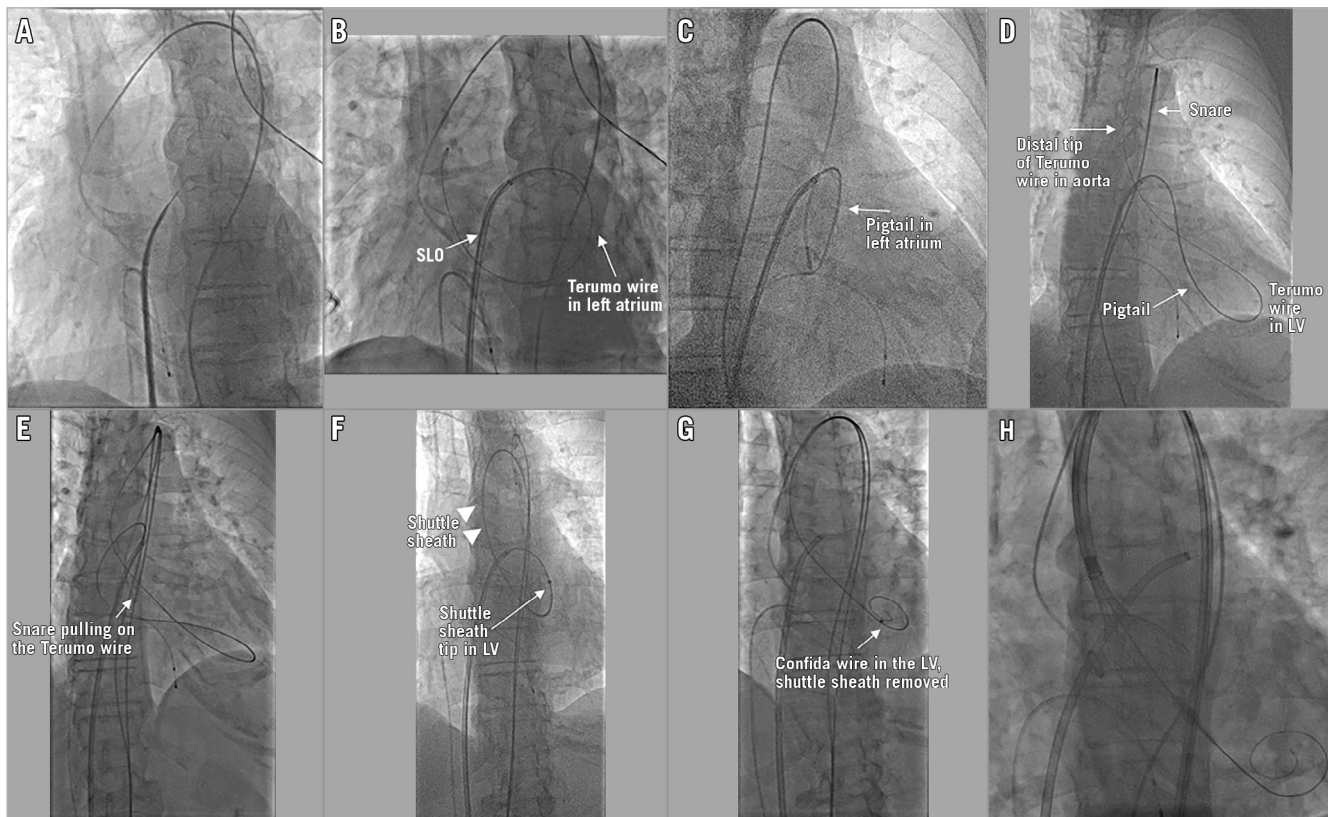 A
B
SL0
Terumo wire
in left atrium
C
Pigtail in
left atrium
D
Snare
Distal tip
of Terumo
wire in aorta
Pigtail
Terumo
wire
in LV
E
Snare pulling on
the Terumo wire
F
Shuttle
sheath
Shuttle
sheath
tip in LV
G
Confida wire in the LV,
shuttle sheath removed
H